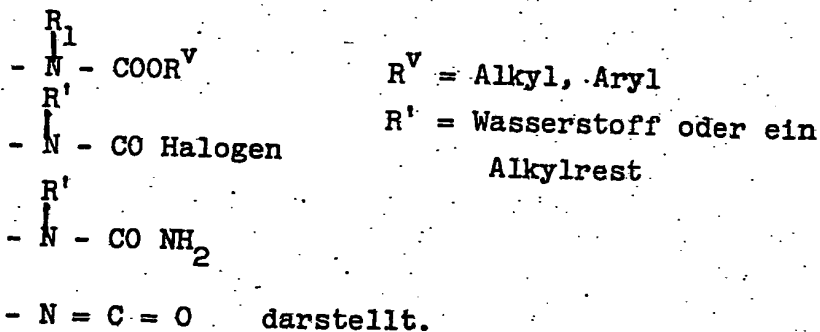 R1
- N - COOR^V R^V = Alkyl, Aryl
R' R' = Wasserstoff oder ein
- N - CO Halogen Alkylrest
R'
- N - CO NH2
- N = C = O darstellt.